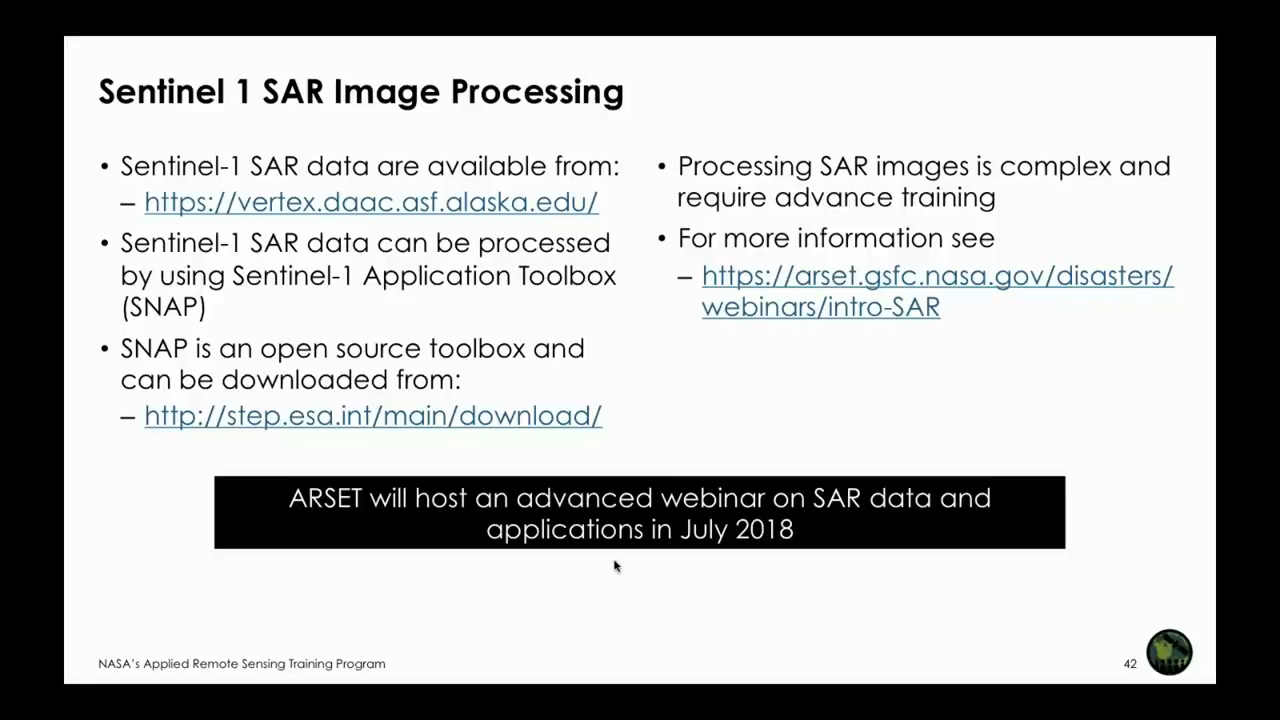 Sentinel 1 SAR Image Processing
• Sentinel-1 SAR data are available from:
– https://vertex.daac.asf.alaska.edu/
• Sentinel-1 SAR data can be processed
by using Sentinel-1 Application Toolbox
(SNAP)
• SNAP is an open source toolbox and
can be downloaded from:
– http://step.esa.int/main/download/
• Processing SAR images is complex and
require advance training
• For more information see
– https://arset.gsfc.nasa.gov/disasters/
webinars/intro-SAR
ARSET will host an advanced webinar on SAR data and
applications in July 2018
NASA's Applied Remote Sensing Training Program
42